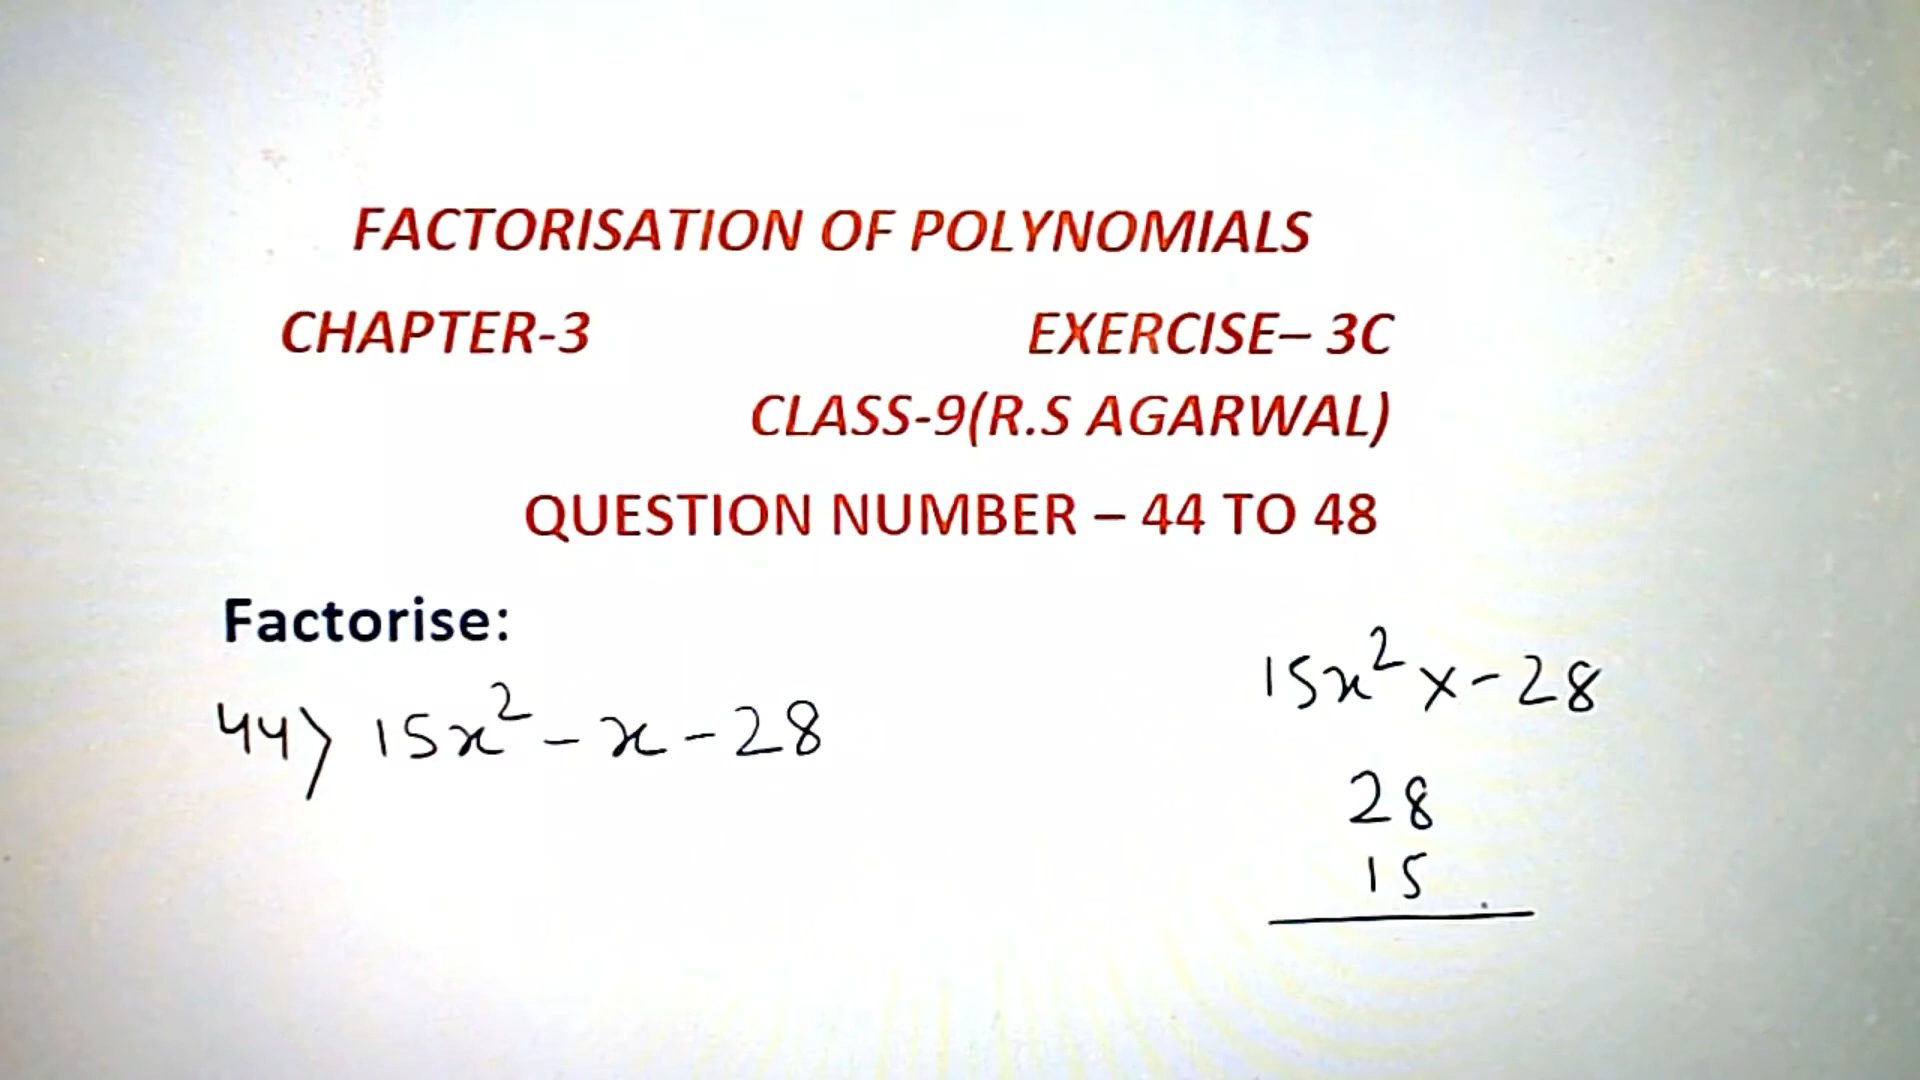 FACTORISATION OF POLYNOMIALS
CHAPTER-3 EXERCISE– 3C
CLASS-9(R.S AGARWAL)
QUESTION NUMBER – 44 TO 48
Factorise:
44) 15x² - x - 28
15x² x - 28
28
15